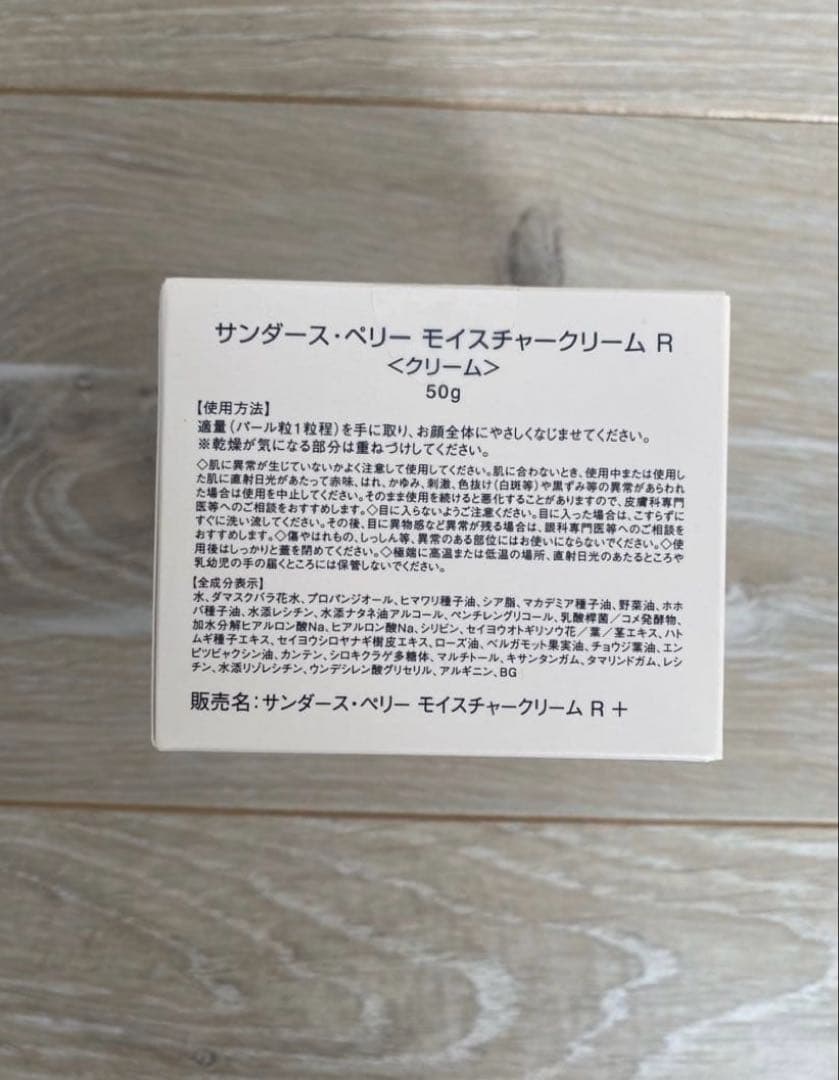 サンダース・ペリー モイスチャークリーム R
＜クリーム＞
50g
【使用方法】
適量（パール粒1粒程）を手に取り、お顔全体にやさしくなじませてください。
※乾燥が気になる部分は重ねづけしてください。
◇肌に異常が生じていないかよく注意して使用してください。肌に合わないとき、使用中または使用し
た肌に直射日光があたって赤味、はれ、かゆみ、刺激、色抜け（白斑等）や黒ずみ等の異常があらわれ
た場合は使用を中止してください。そのまま使用を続けると悪化することがありますので、皮膚科専門
医等へのご相談をおすすめします。◇目に入らないようご注意ください。目に入った場合は、こすらずに
すぐに洗い流してください。その後、目に異物感など異常が残る場合は、眼科専門医等へのご相談を
おすすめします。◇傷やはれもの、しっしん等、異常のある部位にはお使いにならないでください。◇使
用後はしっかりと蓋を閉めてください。◇極端に高温または低温の場所、直射日光のあたるところや
乳幼児の手の届くところには保管しないでください。
【全成分表示】
水、ダマスクバラ花水、プロパンジオール、ヒマワリ種子油、シア脂、マカデミア種子油、野菜油、ホホ
バ種子油、水添レシチン、水添ナタネ油アルコール、ペンチレングリコール、乳酸桿菌／コメ発酵物、
加水分解ヒアルロン酸Na、ヒアルロン酸Na、シリビン、セイヨウオトギリソウ花／葉／茎エキス、ハト
ムギ種子エキス、セイヨウシロヤナギ樹皮エキス、ローズ油、ベルガモット果実油、チョウジ葉油、エン
ピツビャクシン油、カンテン、シロキクラゲ多糖体、マルチトール、キサンタンガム、タマリンドガム、レシ
チン、水添リゾレシチン、ウンデシレン酸グリセリル、アルギニン、BG
販売名：サンダース・ペリー モイスチャークリーム R ＋